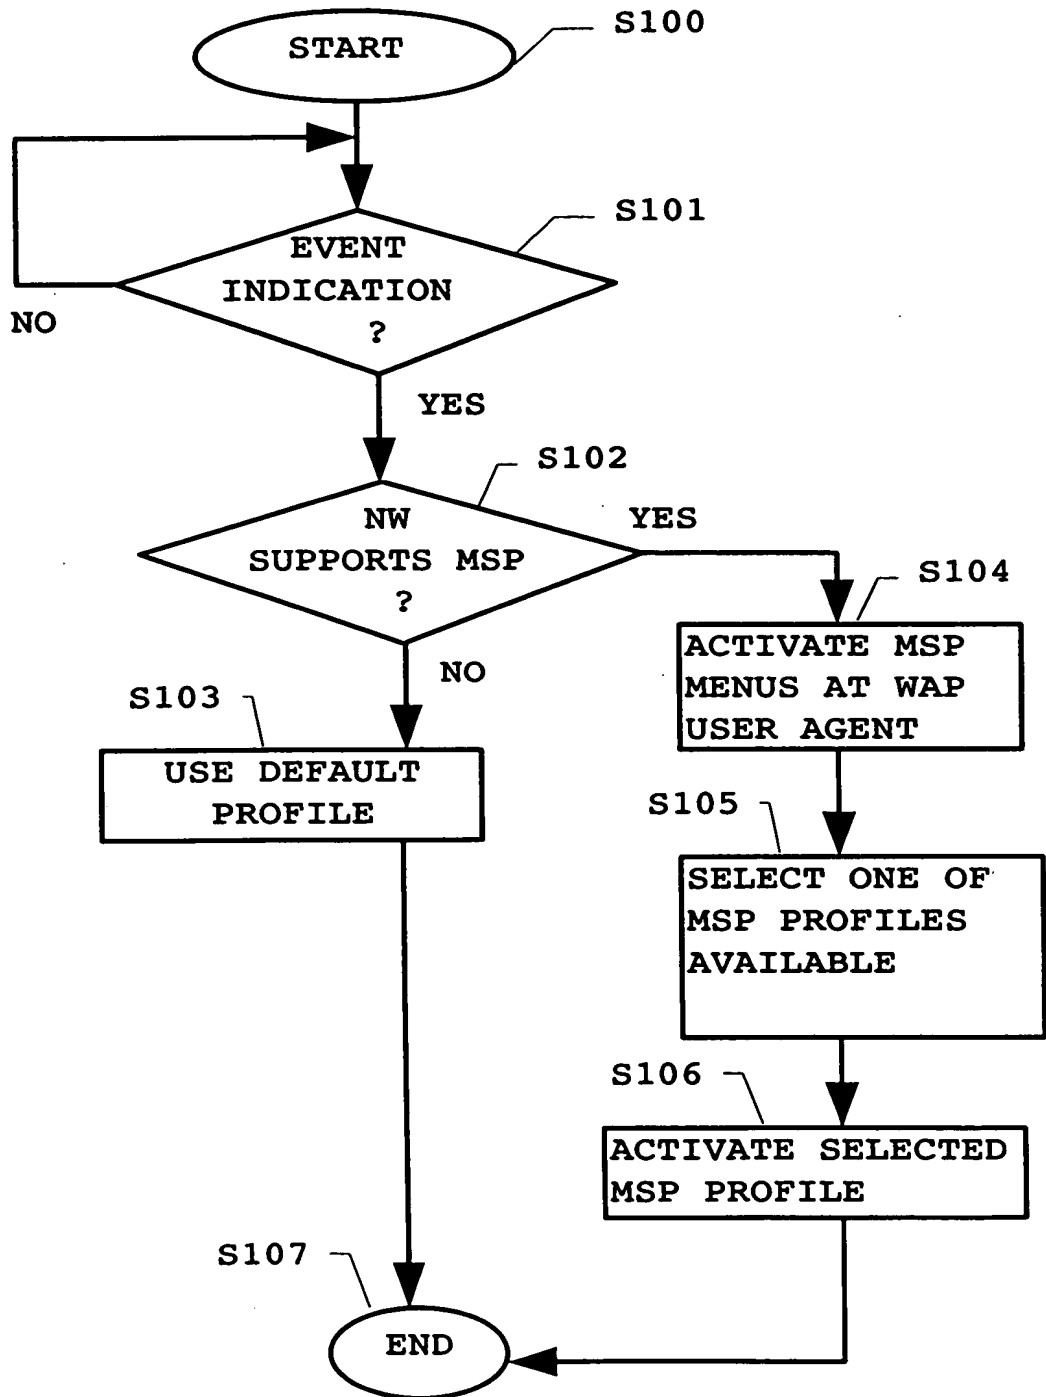 START
S100
S101
EVENT
INDICATION
?
NO
YES
S102
NW
SUPPORTS MSP
?
YES
NO
S104
ACTIVATE MSP
MENUS AT WAP
USER AGENT
S103
USE DEFAULT
PROFILE
S105
SELECT ONE OF
MSP PROFILES
AVAILABLE
S106
ACTIVATE SELECTED
MSP PROFILE
S107
END